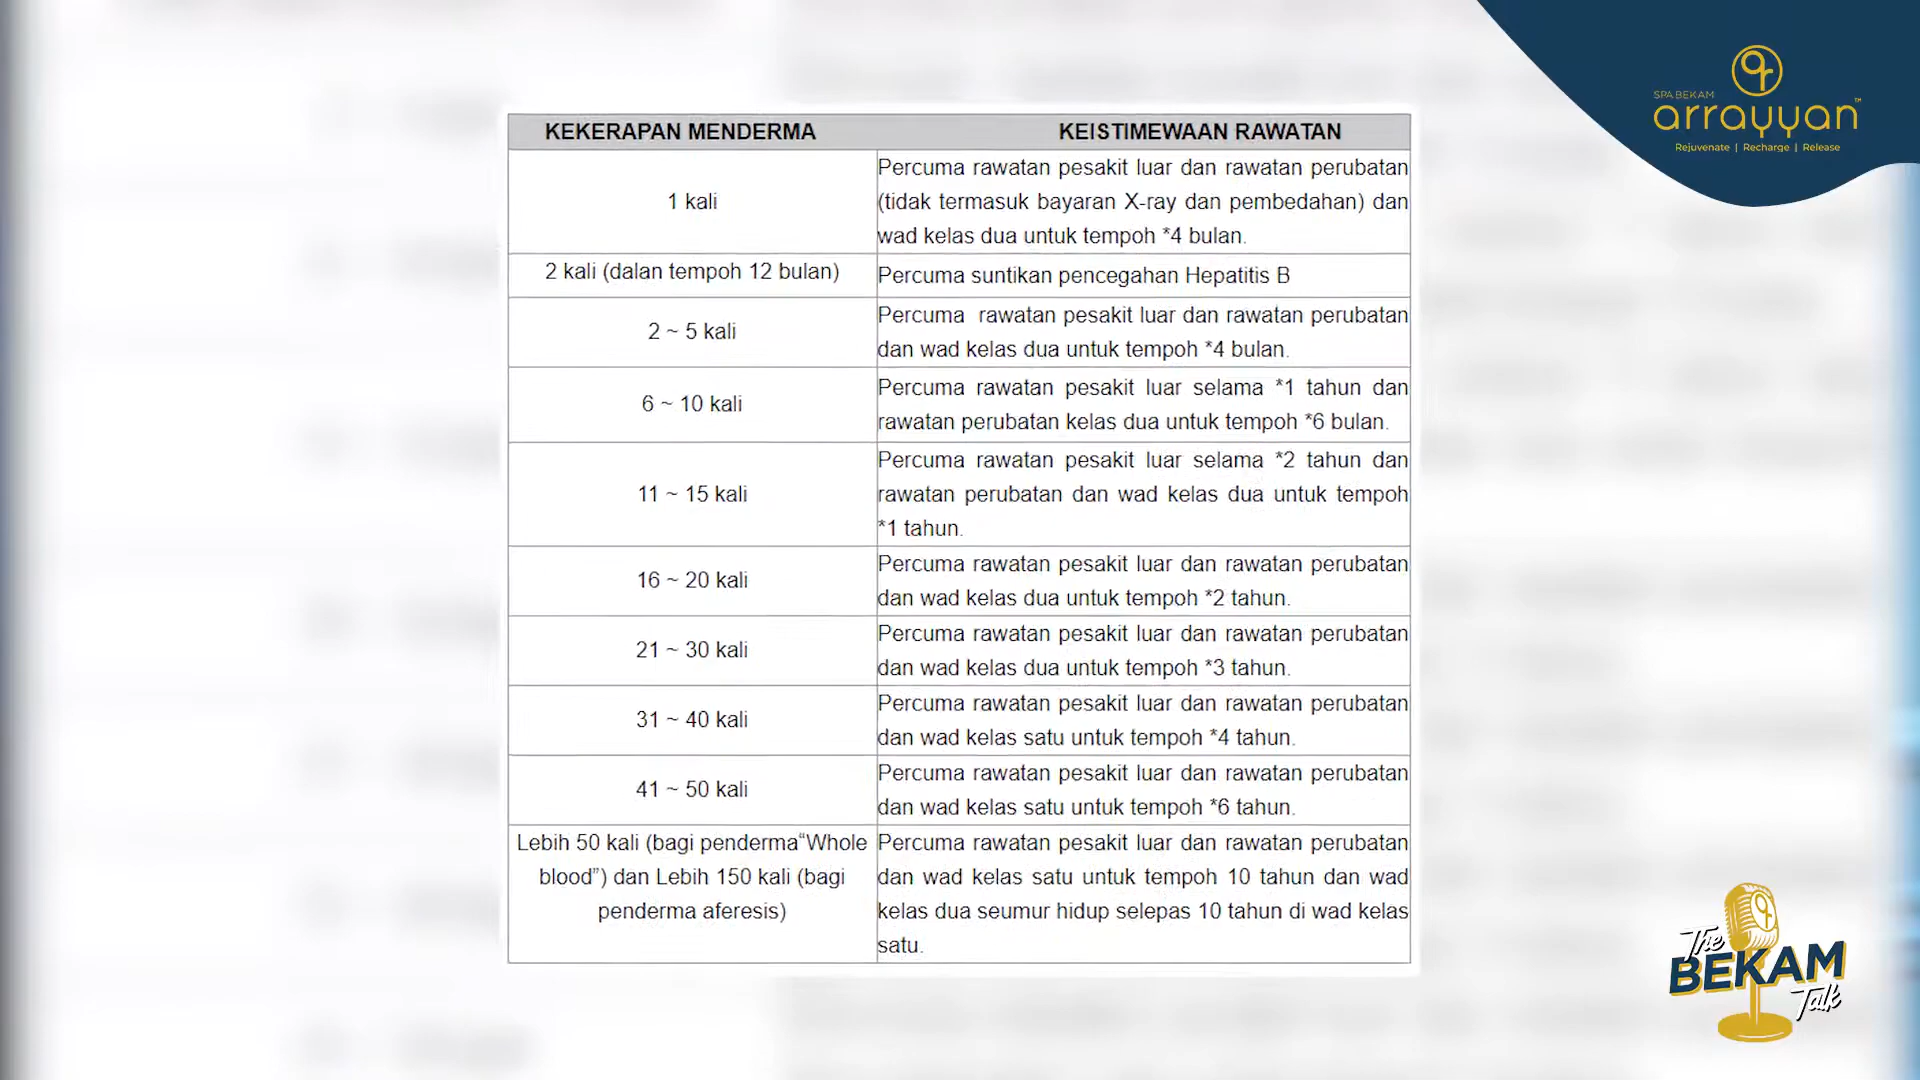 SPA BEKAM
arrayyan™
Rejuvenate | Recharge | Release
KEKERAPAN MENDERMA KEISTIMEWAAN RAWATAN
1 kali
Percuma rawatan pesakit luar dan rawatan perubatan
(tidak termasuk bayaran X-ray dan pembedahan) dan
wad kelas dua untuk tempoh *4 bulan.
2 kali (dalan tempoh 12 bulan)
Percuma suntikan pencegahan Hepatitis B
2 ~ 5 kali
Percuma rawatan pesakit luar dan rawatan perubatan
dan wad kelas dua untuk tempoh *4 bulan.
6 ~ 10 kali
Percuma rawatan pesakit luar selama *1 tahun dan
rawatan perubatan kelas dua untuk tempoh *6 bulan.
11 ~ 15 kali
Percuma rawatan pesakit luar selama *2 tahun dan
rawatan perubatan dan wad kelas dua untuk tempoh
*1 tahun.
16 ~ 20 kali
Percuma rawatan pesakit luar dan rawatan perubatan
dan wad kelas dua untuk tempoh *2 tahun.
21 ~ 30 kali
Percuma rawatan pesakit luar dan rawatan perubatan
dan wad kelas dua untuk tempoh *3 tahun.
31 ~ 40 kali
Percuma rawatan pesakit luar dan rawatan perubatan
dan wad kelas satu untuk tempoh *4 tahun.
41 ~ 50 kali
Percuma rawatan pesakit luar dan rawatan perubatan
dan wad kelas satu untuk tempoh *6 tahun.
Lebih 50 kali (bagi penderma“Whole
blood”) dan Lebih 150 kali (bagi
penderma aferesis)
Percuma rawatan pesakit luar dan rawatan perubatan
dan wad kelas satu untuk tempoh 10 tahun dan wad
kelas dua seumur hidup selepas 10 tahun di wad kelas
satu.
The
BEKAM
Talk